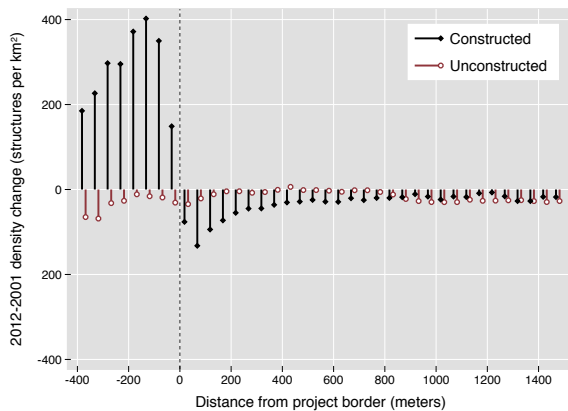 400
200
0
200
-400
2012-2001 density change (structures per km²)
Constructed
Unconstructed
-400 -200 0 200 400 600 800 1000 1200 1400
Distance from project border (meters)